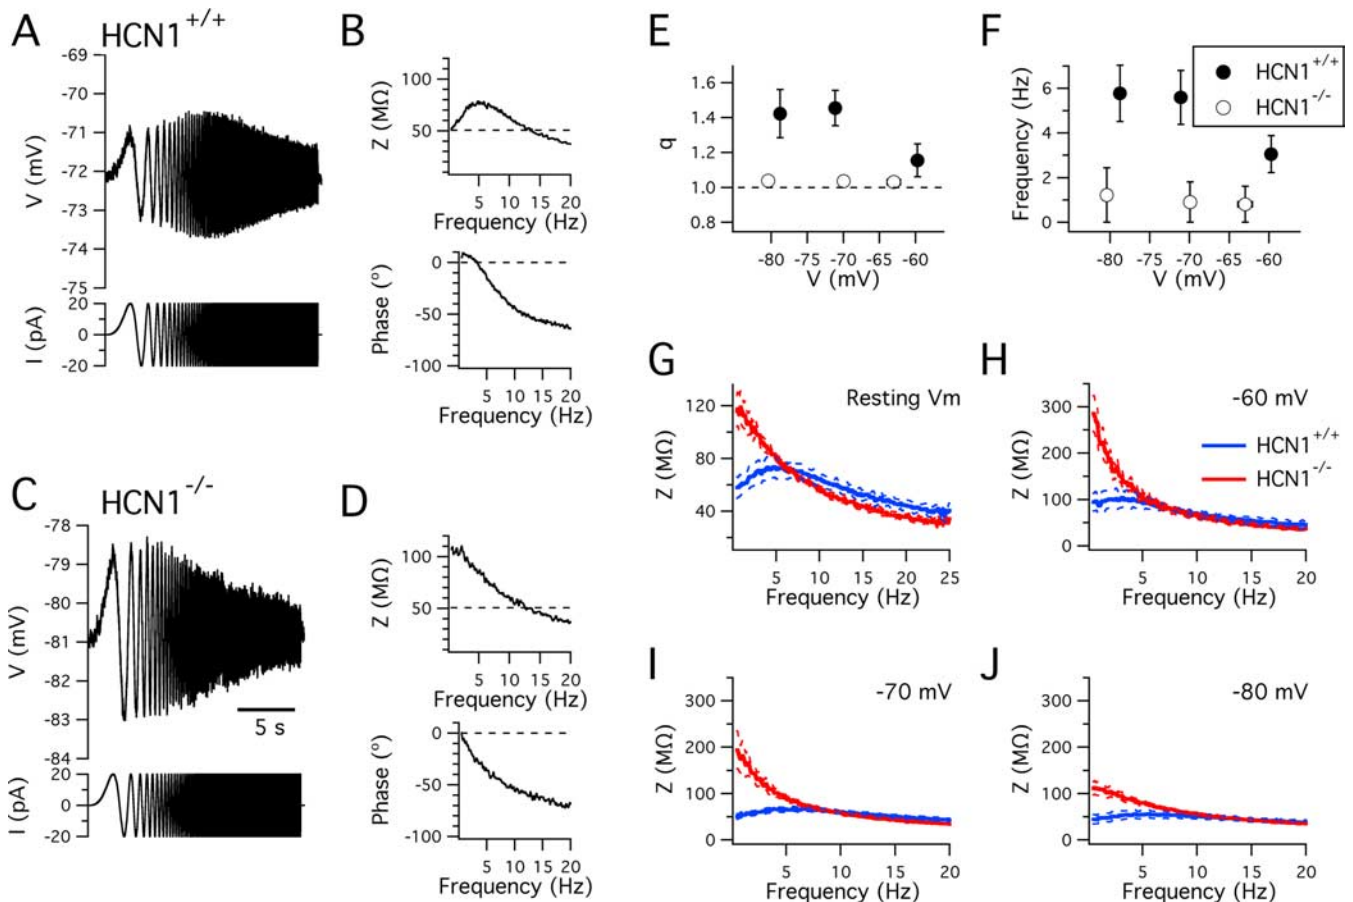 A
HCN1+/+
-69
-70
-71
-72
-73
-74
-75
V (mV)
20
0
-20
I (pA)
B
100
50
Z (MΩ)
5 10 15 20
Frequency (Hz)
0
-50
-100
Phase (°)
5 10 15 20
Frequency (Hz)
C
HCN1-/-
-78
-79
-80
-81
-82
-83
-84
V (mV)
5 s
20
0
-20
I (pA)
D
100
50
Z (MΩ)
5 10 15 20
Frequency (Hz)
0
-50
-100
Phase (°)
5 10 15 20
Frequency (Hz)
E
1.6
1.4
1.2
1.0
0.8
q
-80 -75 -70 -65 -60
V (mV)
F
HCN1+/+
HCN1-/-
6
4
2
0
Frequency (Hz)
-80 -75 -70 -65 -60
V (mV)
G
Resting Vm
120
80
40
Z (MΩ)
5 10 15 20 25
Frequency (Hz)
H
-60 mV
HCN1+/+
HCN1-/-
300
200
100
0
Z (MΩ)
5 10 15 20
Frequency (Hz)
I
-70 mV
300
200
100
0
Z (MΩ)
5 10 15 20
Frequency (Hz)
J
-80 mV
300
200
100
0
Z (MΩ)
5 10 15 20
Frequency (Hz)